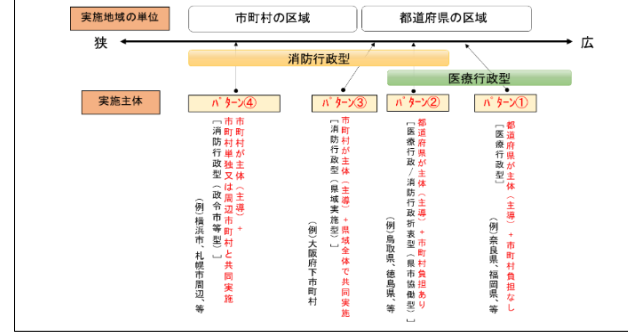 実施地域の単位
市町村の区域
都道府県の区域
狭
広
消防行政型
医療行政型
実施主体
パターン④
パターン③
パターン②
パターン①
市町村が主体(主導)+
市町村単独又は周辺市町村と共同実施
[消防行政型(政令市等型)]
(例)横浜市、札幌市周辺、等
市町村が主体(主導)+県域全体で共同実施
[消防行政型(県域実施型)]
(例)大阪府下市町村
都道府県が主体(主導)+市町村負担あり
[医療行政/消防行政折衷型(県市協働型)]
(例)鳥取県、徳島県、等
都道府県が主体(主導)+市町村負担なし
[医療行政型]
(例)奈良県、福岡県、等